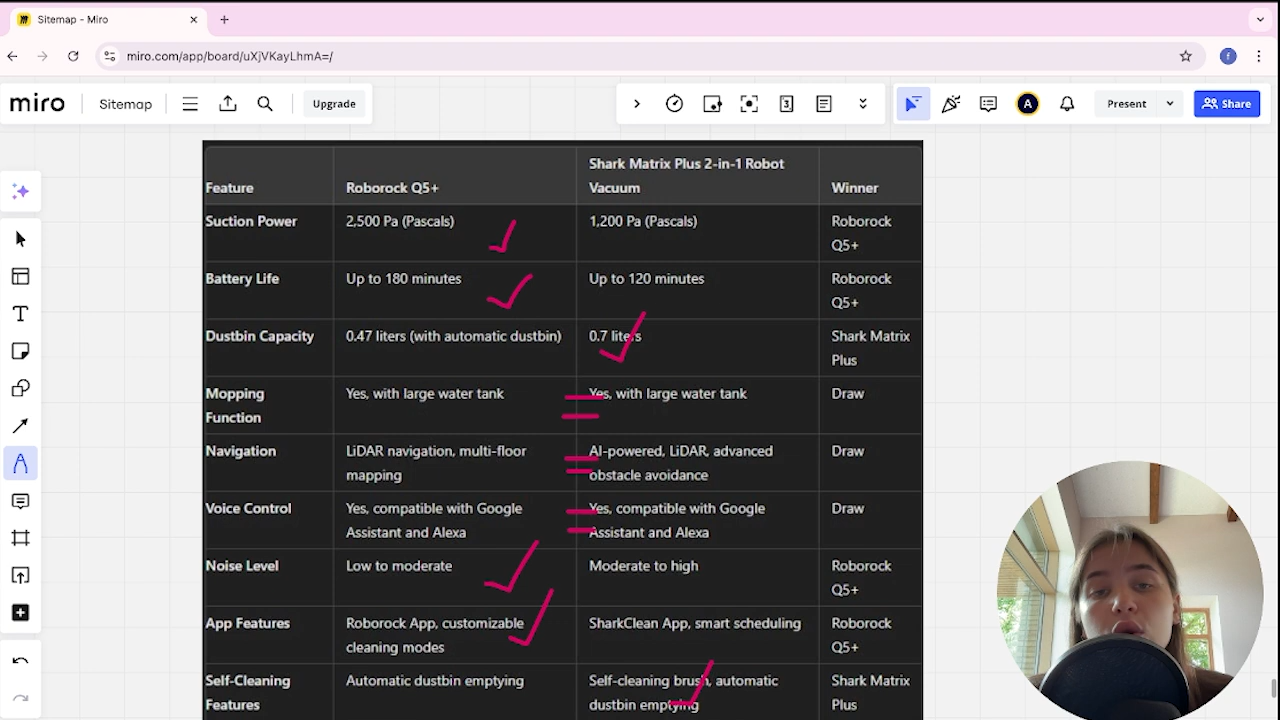 Sitemap - Miro
miro.com/app/board/uXjVKayLhmA=/
f
miro
Sitemap
Upgrade
3
A
Present
Share
Feature
Roborock Q5+
Shark Matrix Plus 2-in-1 Robot
Vacuum
Winner
Suction Power
2,500 Pa (Pascals)
1,200 Pa (Pascals)
Roborock
Q5+
Battery Life
Up to 180 minutes
Up to 120 minutes
Roborock
Q5+
Dustbin Capacity
0.47 liters (with automatic dustbin)
0.7 liters
Shark Matrix
Plus
Mopping
Function
Yes, with large water tank
Yes, with large water tank
Draw
Navigation
LiDAR navigation, multi-floor
mapping
AI-powered, LiDAR, advanced
obstacle avoidance
Draw
Voice Control
Yes, compatible with Google
Assistant and Alexa
Yes, compatible with Google
Assistant and Alexa
Draw
Noise Level
Low to moderate
Moderate to high
Roborock
Q5+
App Features
Roborock App, customizable
cleaning modes
SharkClean App, smart scheduling
Roborock
Q5+
Self-Cleaning
Features
Automatic dustbin emptying
Self-cleaning brush, automatic
dustbin emptying
Shark Matrix
Plus